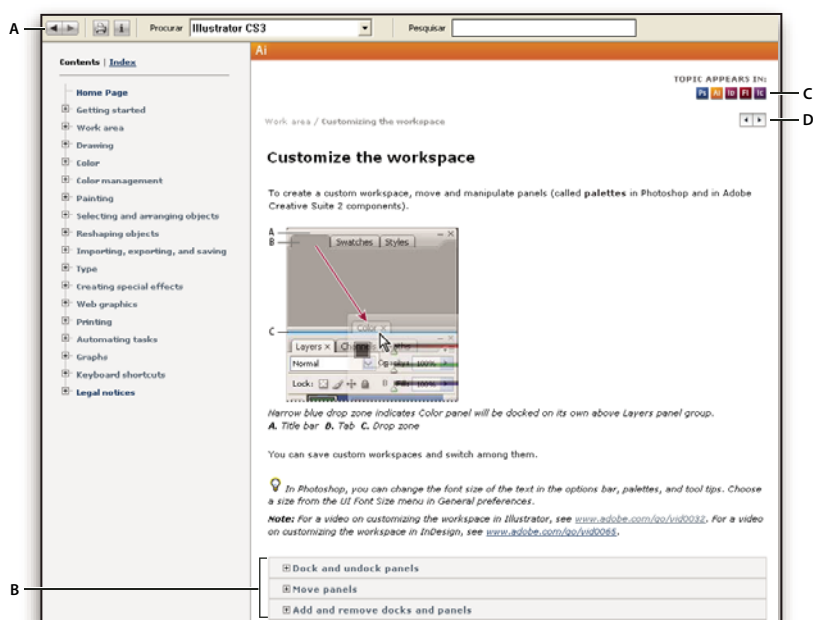 A
Procurar Illustrator CS3 Pesquisar
Contents | Index
Home Page
Getting started
Work area
Drawing
Color
Color management
Painting
Selecting and arranging objects
Reshaping objects
Importing, exporting, and saving
Type
Creating special effects
Web graphics
Printing
Automating tasks
Graphs
Keyboard shortcuts
Legal notices
Ai
TOPIC APPEARS IN:
Ps Ai ID Fl Ic
C
Work area / Customizing the workspace
D
Customize the workspace
To create a custom workspace, move and manipulate panels (called palettes in Photoshop and in Adobe
Creative Suite 2 components).
A
B
Swatches Styles
C
Color ×
Layers ×
Normal 100%
Lock: 100%
Narrow blue drop zone indicates Color panel will be docked on its own above Layers panel group.
A. Title bar B. Tab C. Drop zone
You can save custom workspaces and switch among them.
In Photoshop, you can change the font size of the text in the options bar, palettes, and tool tips. Choose
a size from the UI Font Size menu in General preferences.
Note: For a video on customizing the workspace in Illustrator, see www.adobe.com/go/vid0032. For a video
on customizing the workspace in InDesign, see www.adobe.com/go/vid0065.
B
Dock and undock panels
Move panels
Add and remove docks and panels